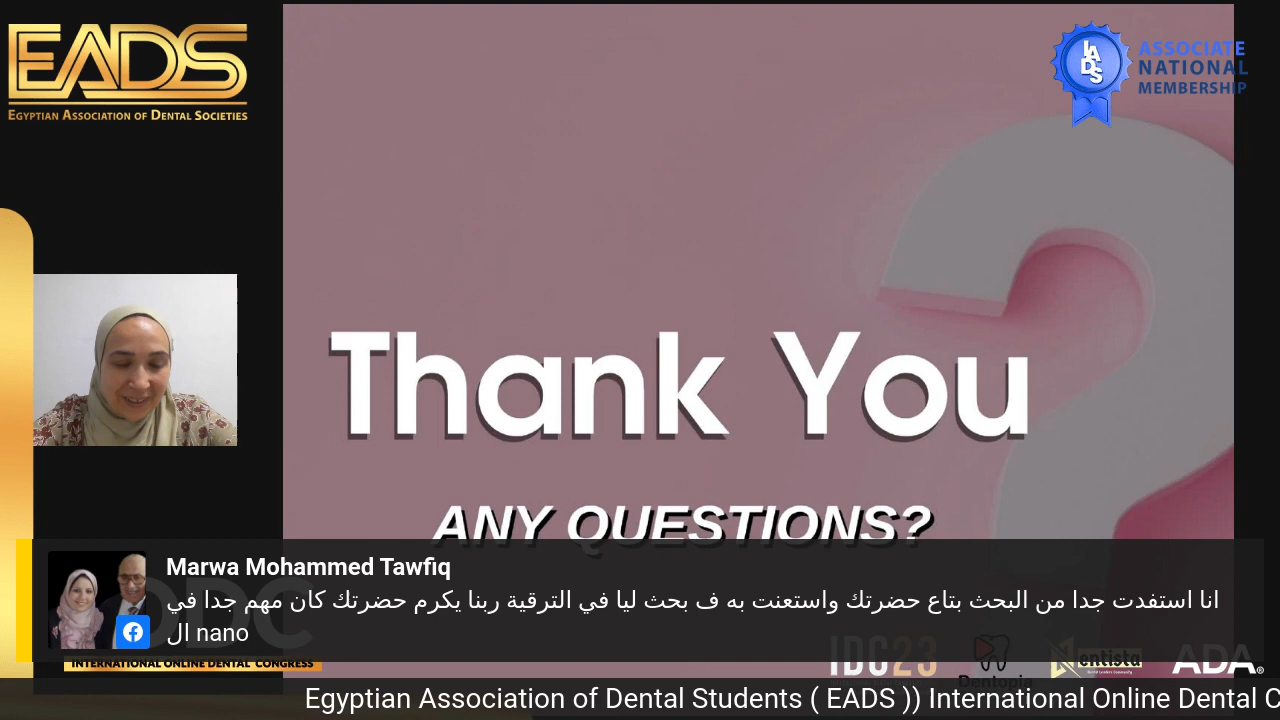 EADS
EGYPTIAN ASSOCIATION OF DENTAL SOCIETIES
IADS
ASSOCIATE
NATIONAL
MEMBERSHIP
Thank You
ANY QUESTIONS?
Marwa Mohammed Tawfiq
انا استفدت جدا من البحث بتاع حضرتك واستعنت به ف بحث ليا في الترقية ربنا يكرم حضرتك كان مهم جدا في
ال nano
INTERNATIONAL ONLINE DENTAL CONGRESS
IDC23
Dentopia
Dentista
ADA
Egyptian Association of Dental Students ( EADS )) International Online Dental C